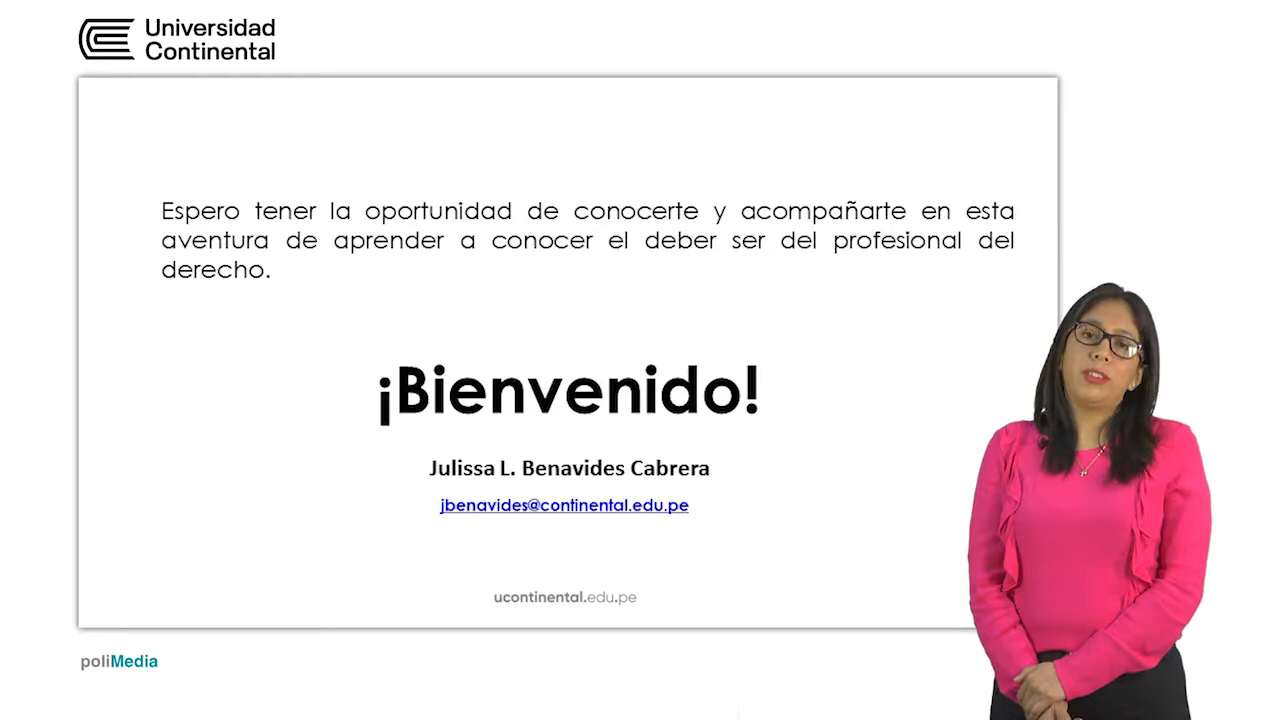 Universidad
Continental
Espero tener la oportunidad de conocerte y acompañarte en esta
aventura de aprender a conocer el deber ser del profesional del
derecho.
¡Bienvenido!
Julissa L. Benavides Cabrera
jbenavides@continental.edu.pe
ucontinental.edu.pe
poliMedia